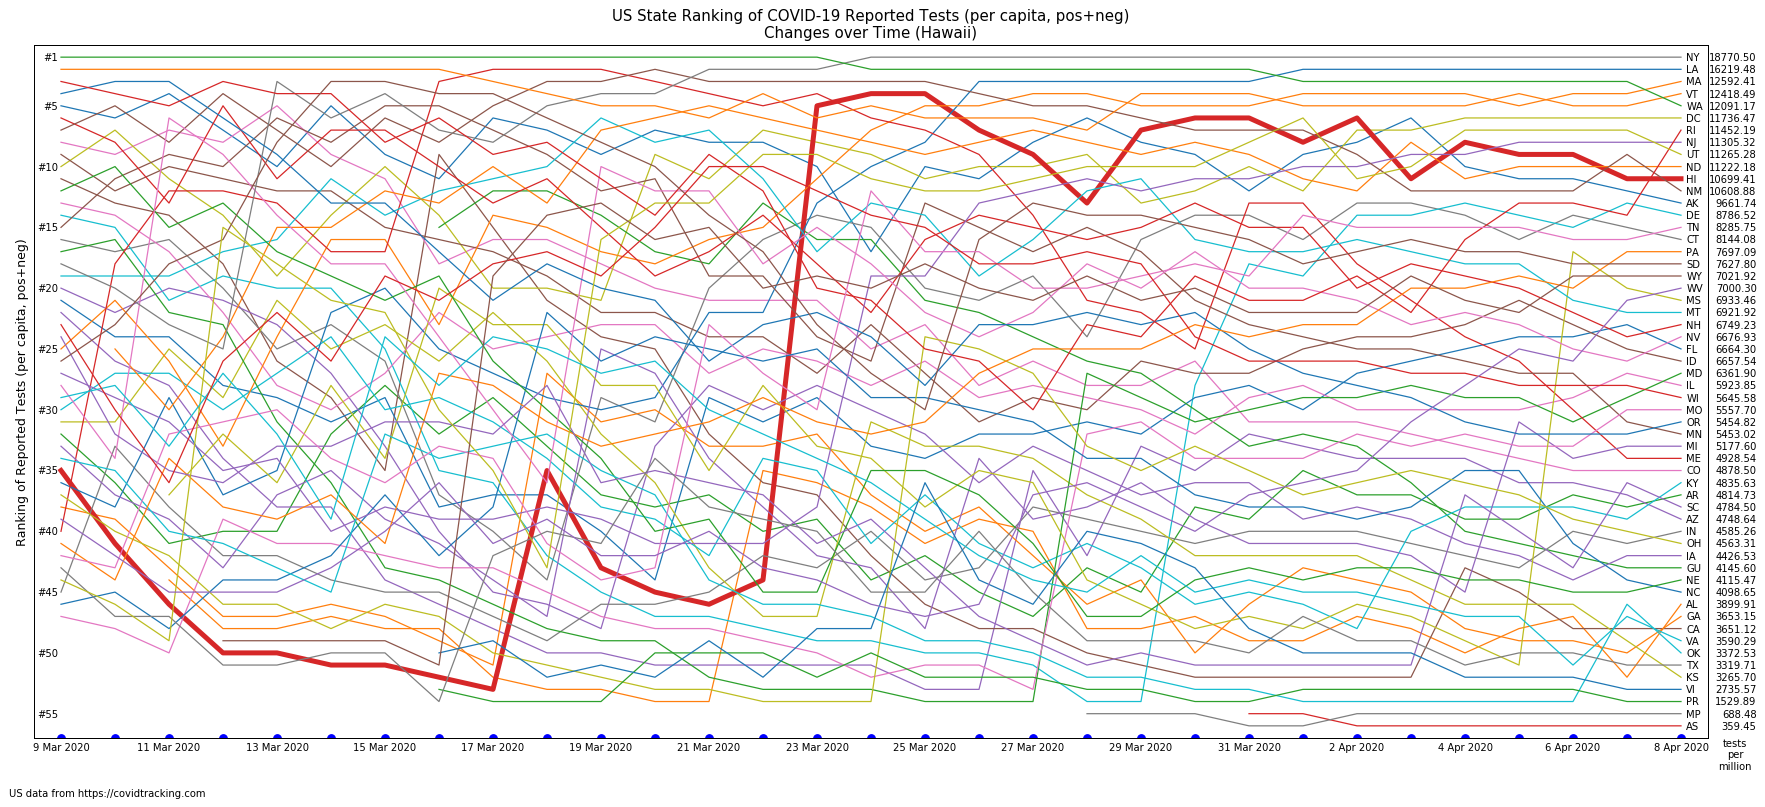 US State Ranking of COVID-19 Reported Tests (per capita, pos+neg)
Changes over Time (Hawaii)
Ranking of Reported Tests (per capita, pos+neg)
#1
#5
#10
#15
#20
#25
#30
#35
#40
#45
#50
#55
NY 18770.50
LA 16219.48
MA 12592.41
VT 12418.49
WA 12091.17
DC 11736.47
RI 11452.19
NJ 11305.32
UT 11265.28
ND 11222.18
HI 10699.41
NM 10608.88
AK 9661.74
DE 8786.52
TN 8285.75
CT 8144.08
PA 7697.09
SD 7627.80
WY 7021.92
WV 7000.30
MS 6933.46
MT 6921.92
NH 6749.23
NV 6676.93
FL 6664.30
ID 6657.54
MD 6361.90
IL 5923.85
WI 5645.58
MO 5557.70
OR 5454.82
MN 5453.02
MI 5177.60
ME 4928.54
CO 4878.50
KY 4835.63
AR 4814.73
SC 4784.50
AZ 4748.64
IN 4585.26
OH 4563.31
IA 4426.53
GU 4145.60
NE 4115.47
NC 4098.65
AL 3899.91
GA 3653.15
CA 3651.12
VA 3590.29
OK 3372.53
TX 3319.71
KS 3265.70
VI 2735.57
PR 1529.89
MP 688.48
AS 359.45
9 Mar 2020 11 Mar 2020 13 Mar 2020 15 Mar 2020 17 Mar 2020 19 Mar 2020 21 Mar 2020 23 Mar 2020 25 Mar 2020 27 Mar 2020 29 Mar 2020 31 Mar 2020 2 Apr 2020 4 Apr 2020 6 Apr 2020 8 Apr 2020
tests
per
million
US data from https://covidtracking.com